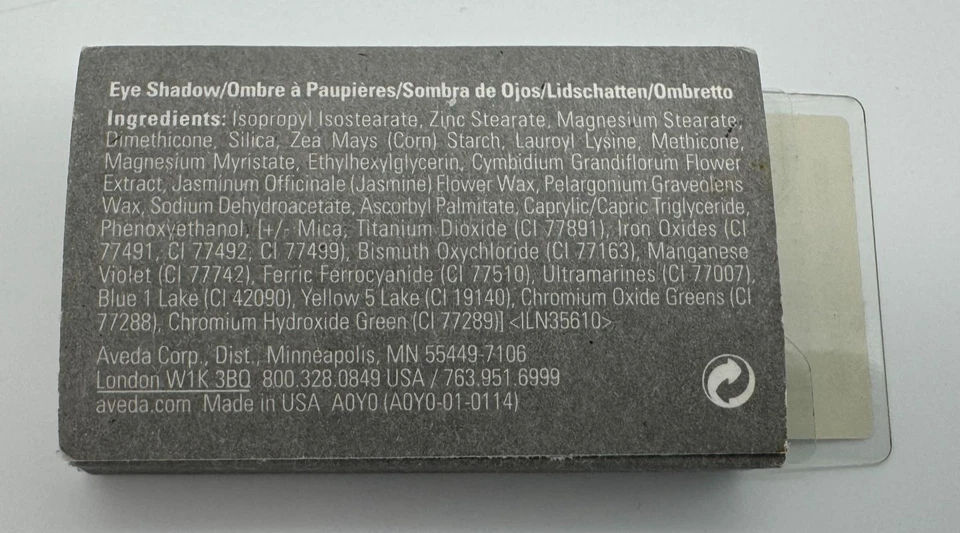 Eye Shadow/Ombre à Paupières/Sombra de Ojos/Lidschatten/Ombretto
Ingredients: Isopropyl Isostearate, Zinc Stearate, Magnesium Stearate,
Dimethicone, Silica, Zea Mays (Corn) Starch, Lauroyl Lysine, Methicone,
Magnesium Myristate, Ethylhexylglycerin, Cymbidium Grandiflorum Flower
Extract, Jasminum Officinale (Jasmine) Flower Wax, Pelargonium Graveolens
Wax, Sodium Dehydroacetate, Ascorbyl Palmitate, Caprylic/Capric Triglyceride,
Phenoxyethanol, [+/- Mica, Titanium Dioxide (CI 77891), Iron Oxides (CI
77491, CI 77492, CI 77499), Bismuth Oxychloride (CI 77163), Manganese
Violet (CI 77742), Ferric Ferrocyanide (CI 77510), Ultramarines (CI 77007),
Blue 1 Lake (CI 42090), Yellow 5 Lake (CI 19140), Chromium Oxide Greens (CI
77288), Chromium Hydroxide Green (CI 77289)] <ILN35610>
Aveda Corp., Dist., Minneapolis, MN 55449-7106
London W1K 3BQ 800.328.0849 USA / 763.951.6999
aveda.com Made in USA A0Y0 (A0Y0-01-0114)